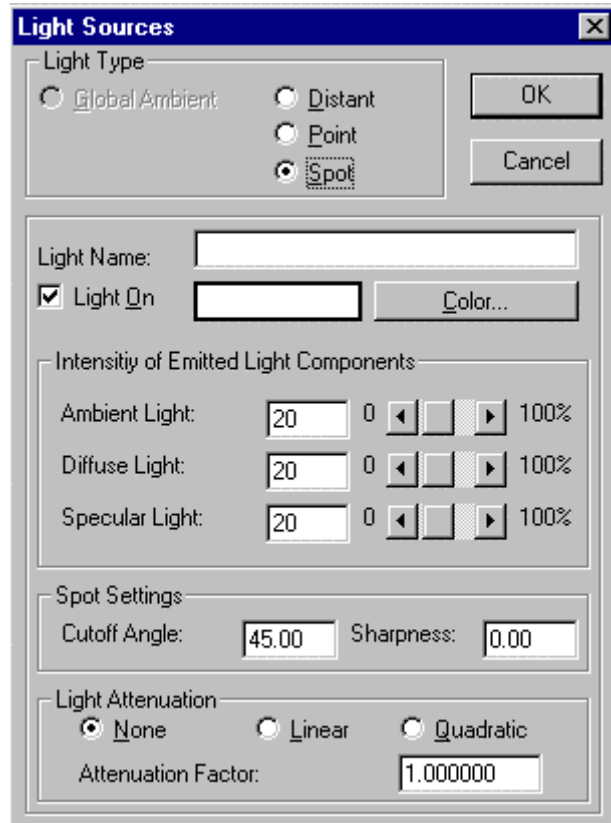 Light Sources
Light Type
Global Ambient
Distant
Point
Spot
OK
Cancel
Light Name:
Light On
Color...
Intensitiy of Emitted Light Components
Ambient Light: 20 0 100%
Diffuse Light: 20 0 100%
Specular Light: 20 0 100%
Spot Settings
Cutoff Angle: 45.00 Sharpness: 0.00
Light Attenuation
None Linear Quadratic
Attenuation Factor: 1.000000